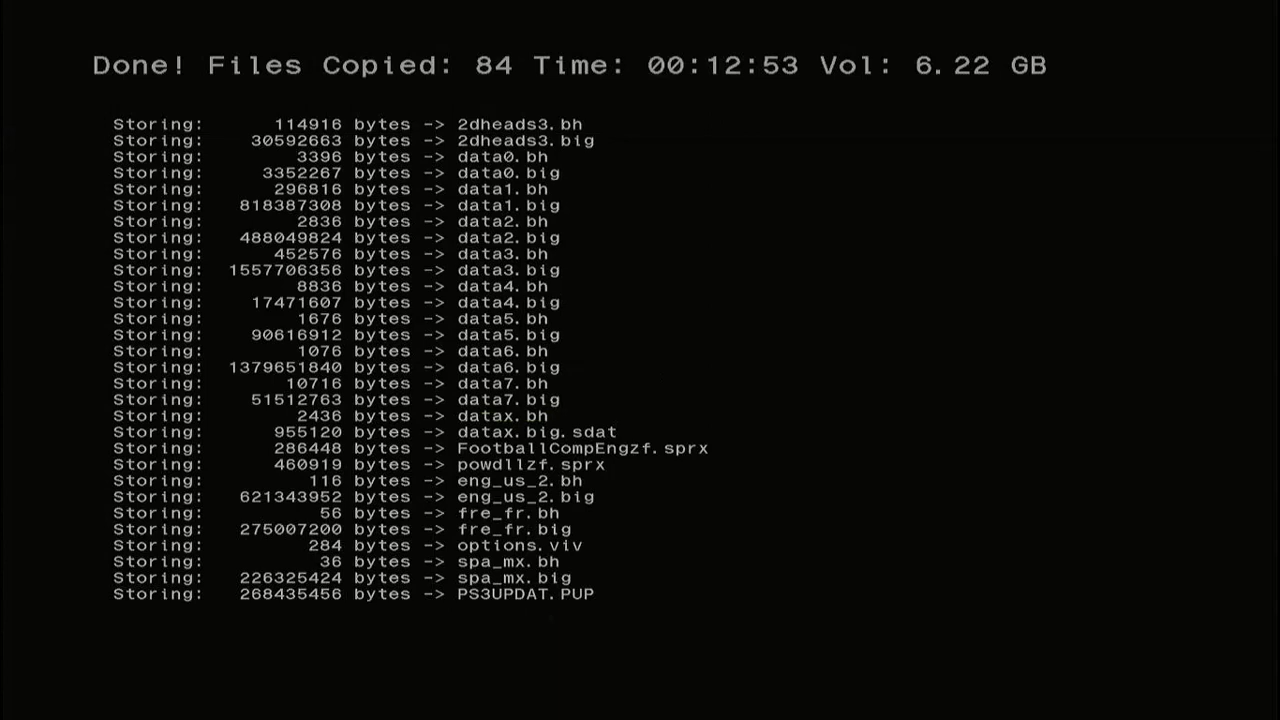 Done! Files Copied: 84 Time: 00:12:53 Vol: 6.22 GB
Storing: 114916 bytes -> 2dheads3.bh
Storing: 30592663 bytes -> 2dheads3.big
Storing: 3396 bytes -> data0.bh
Storing: 3352267 bytes -> data0.big
Storing: 296816 bytes -> data1.bh
Storing: 818387308 bytes -> data1.big
Storing: 2836 bytes -> data2.bh
Storing: 488049824 bytes -> data2.big
Storing: 452576 bytes -> data3.bh
Storing: 1557706356 bytes -> data3.big
Storing: 8836 bytes -> data4.bh
Storing: 17471607 bytes -> data4.big
Storing: 1676 bytes -> data5.bh
Storing: 90616912 bytes -> data5.big
Storing: 1076 bytes -> data6.bh
Storing: 1379651840 bytes -> data6.big
Storing: 10716 bytes -> data7.bh
Storing: 51512763 bytes -> data7.big
Storing: 2436 bytes -> datax.bh
Storing: 955120 bytes -> datax.big.sdat
Storing: 286448 bytes -> FootballCompEngzf.sprx
Storing: 460919 bytes -> powdllzf.sprx
Storing: 116 bytes -> eng_us_2.bh
Storing: 621343952 bytes -> eng_us_2.big
Storing: 56 bytes -> fre_fr.bh
Storing: 275007200 bytes -> fre_fr.big
Storing: 284 bytes -> options.viv
Storing: 36 bytes -> spa_mx.bh
Storing: 226325424 bytes -> spa_mx.big
Storing: 268435456 bytes -> PS3UPDAT.PUP